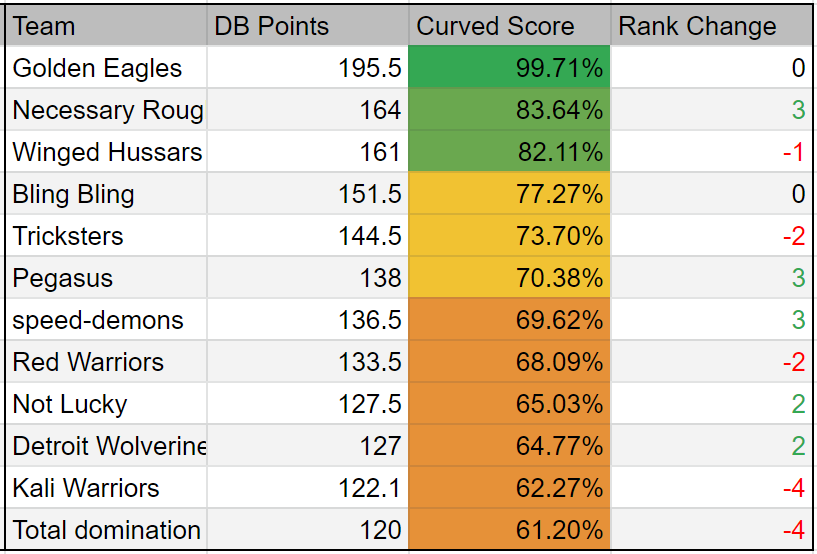 Team DB Points Curved Score Rank Change
Golden Eagles 195.5 99.71% 0
Necessary Roug 164 83.64% 3
Winged Hussars 161 82.11% -1
Bling Bling 151.5 77.27% 0
Tricksters 144.5 73.70% -2
Pegasus 138 70.38% 3
speed-demons 136.5 69.62% 3
Red Warriors 133.5 68.09% -2
Not Lucky 127.5 65.03% 2
Detroit Wolverine 127 64.77% 2
Kali Warriors 122.1 62.27% -4
Total domination 120 61.20% -4